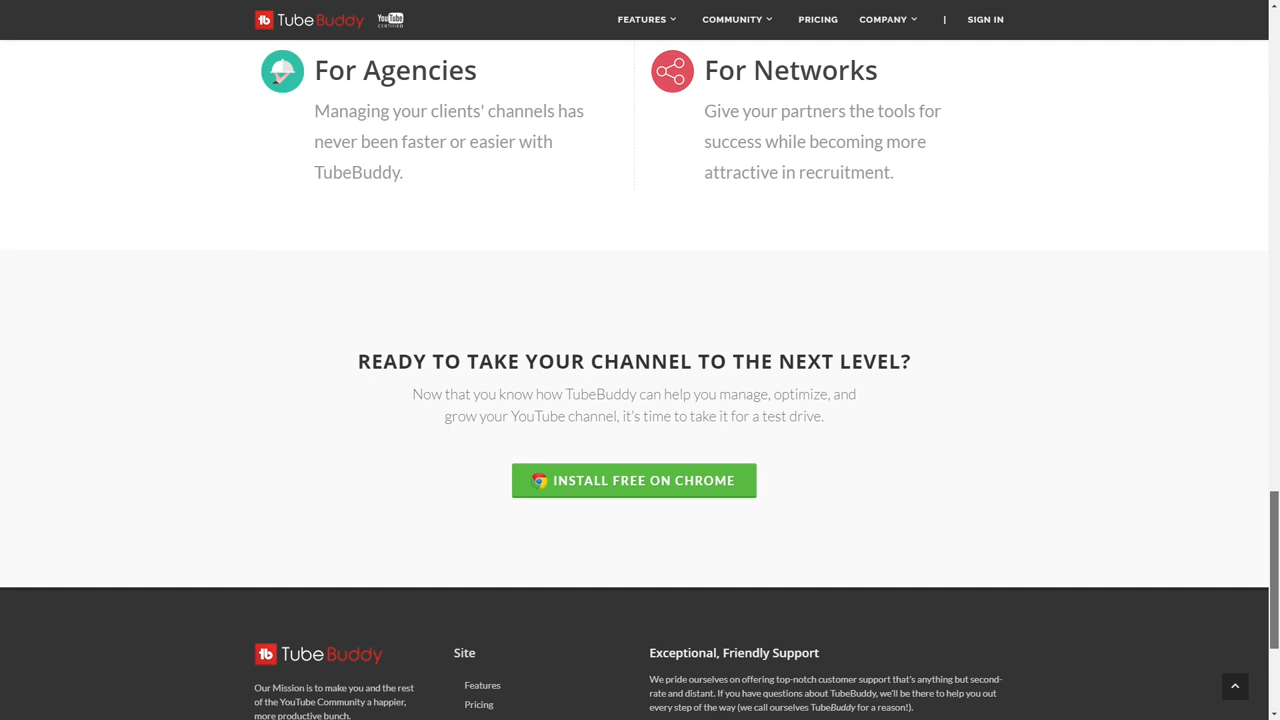 TubeBuddy YouTube CERTIFIED FEATURES COMMUNITY PRICING COMPANY | SIGN IN
For Agencies
Managing your clients' channels has
never been faster or easier with
TubeBuddy.
For Networks
Give your partners the tools for
success while becoming more
attractive in recruitment.
READY TO TAKE YOUR CHANNEL TO THE NEXT LEVEL?
Now that you know how TubeBuddy can help you manage, optimize, and
grow your YouTube channel, it's time to take it for a test drive.
INSTALL FREE ON CHROME
TubeBuddy
Our Mission is to make you and the rest
of the YouTube Community a happier,
more productive bunch.
Site
Features
Pricing
Exceptional, Friendly Support
We pride ourselves on offering top-notch customer support that's anything but second-
rate and distant. If you have questions about TubeBuddy, we'll be there to help you out
every step of the way (we call ourselves TubeBuddy for a reason!).